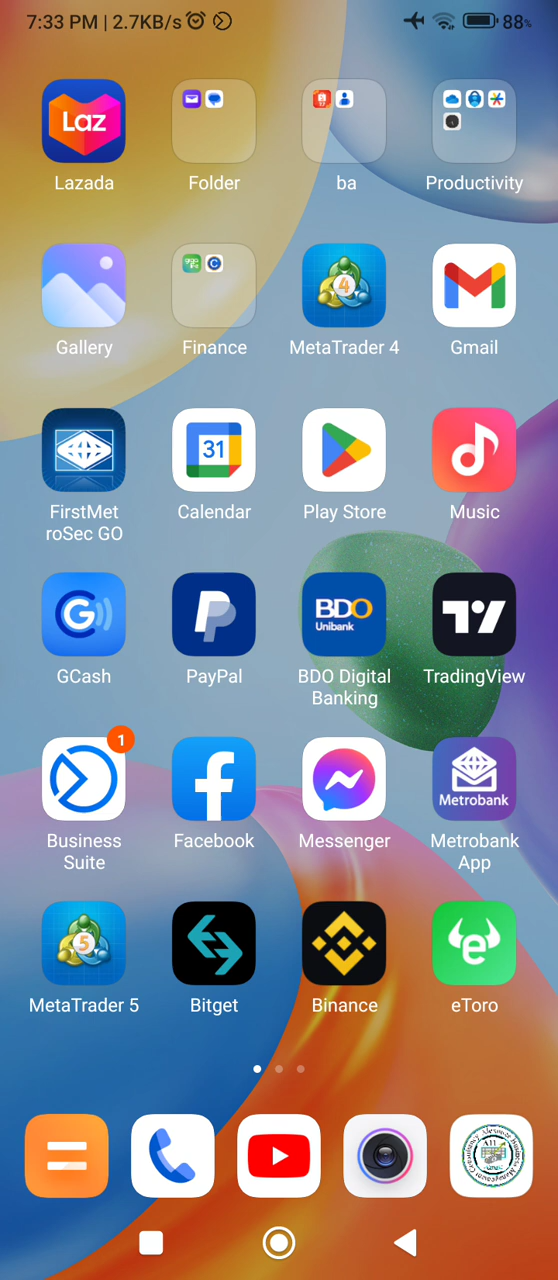 7:33 PM | 2.7KB/s
88%
Laz
Lazada
Folder
ba
Productivity
Gallery
Finance
4
MetaTrader 4
Gmail
FirstMet
roSec GO
31
Calendar
Play Store
Music
G
GCash
P
PayPal
BDO
Unibank
BDO Digital
Banking
TradingView
1
Business
Suite
f
Facebook
Messenger
Metrobank
Metrobank
App
5
MetaTrader 5
Bitget
Binance
e
eToro